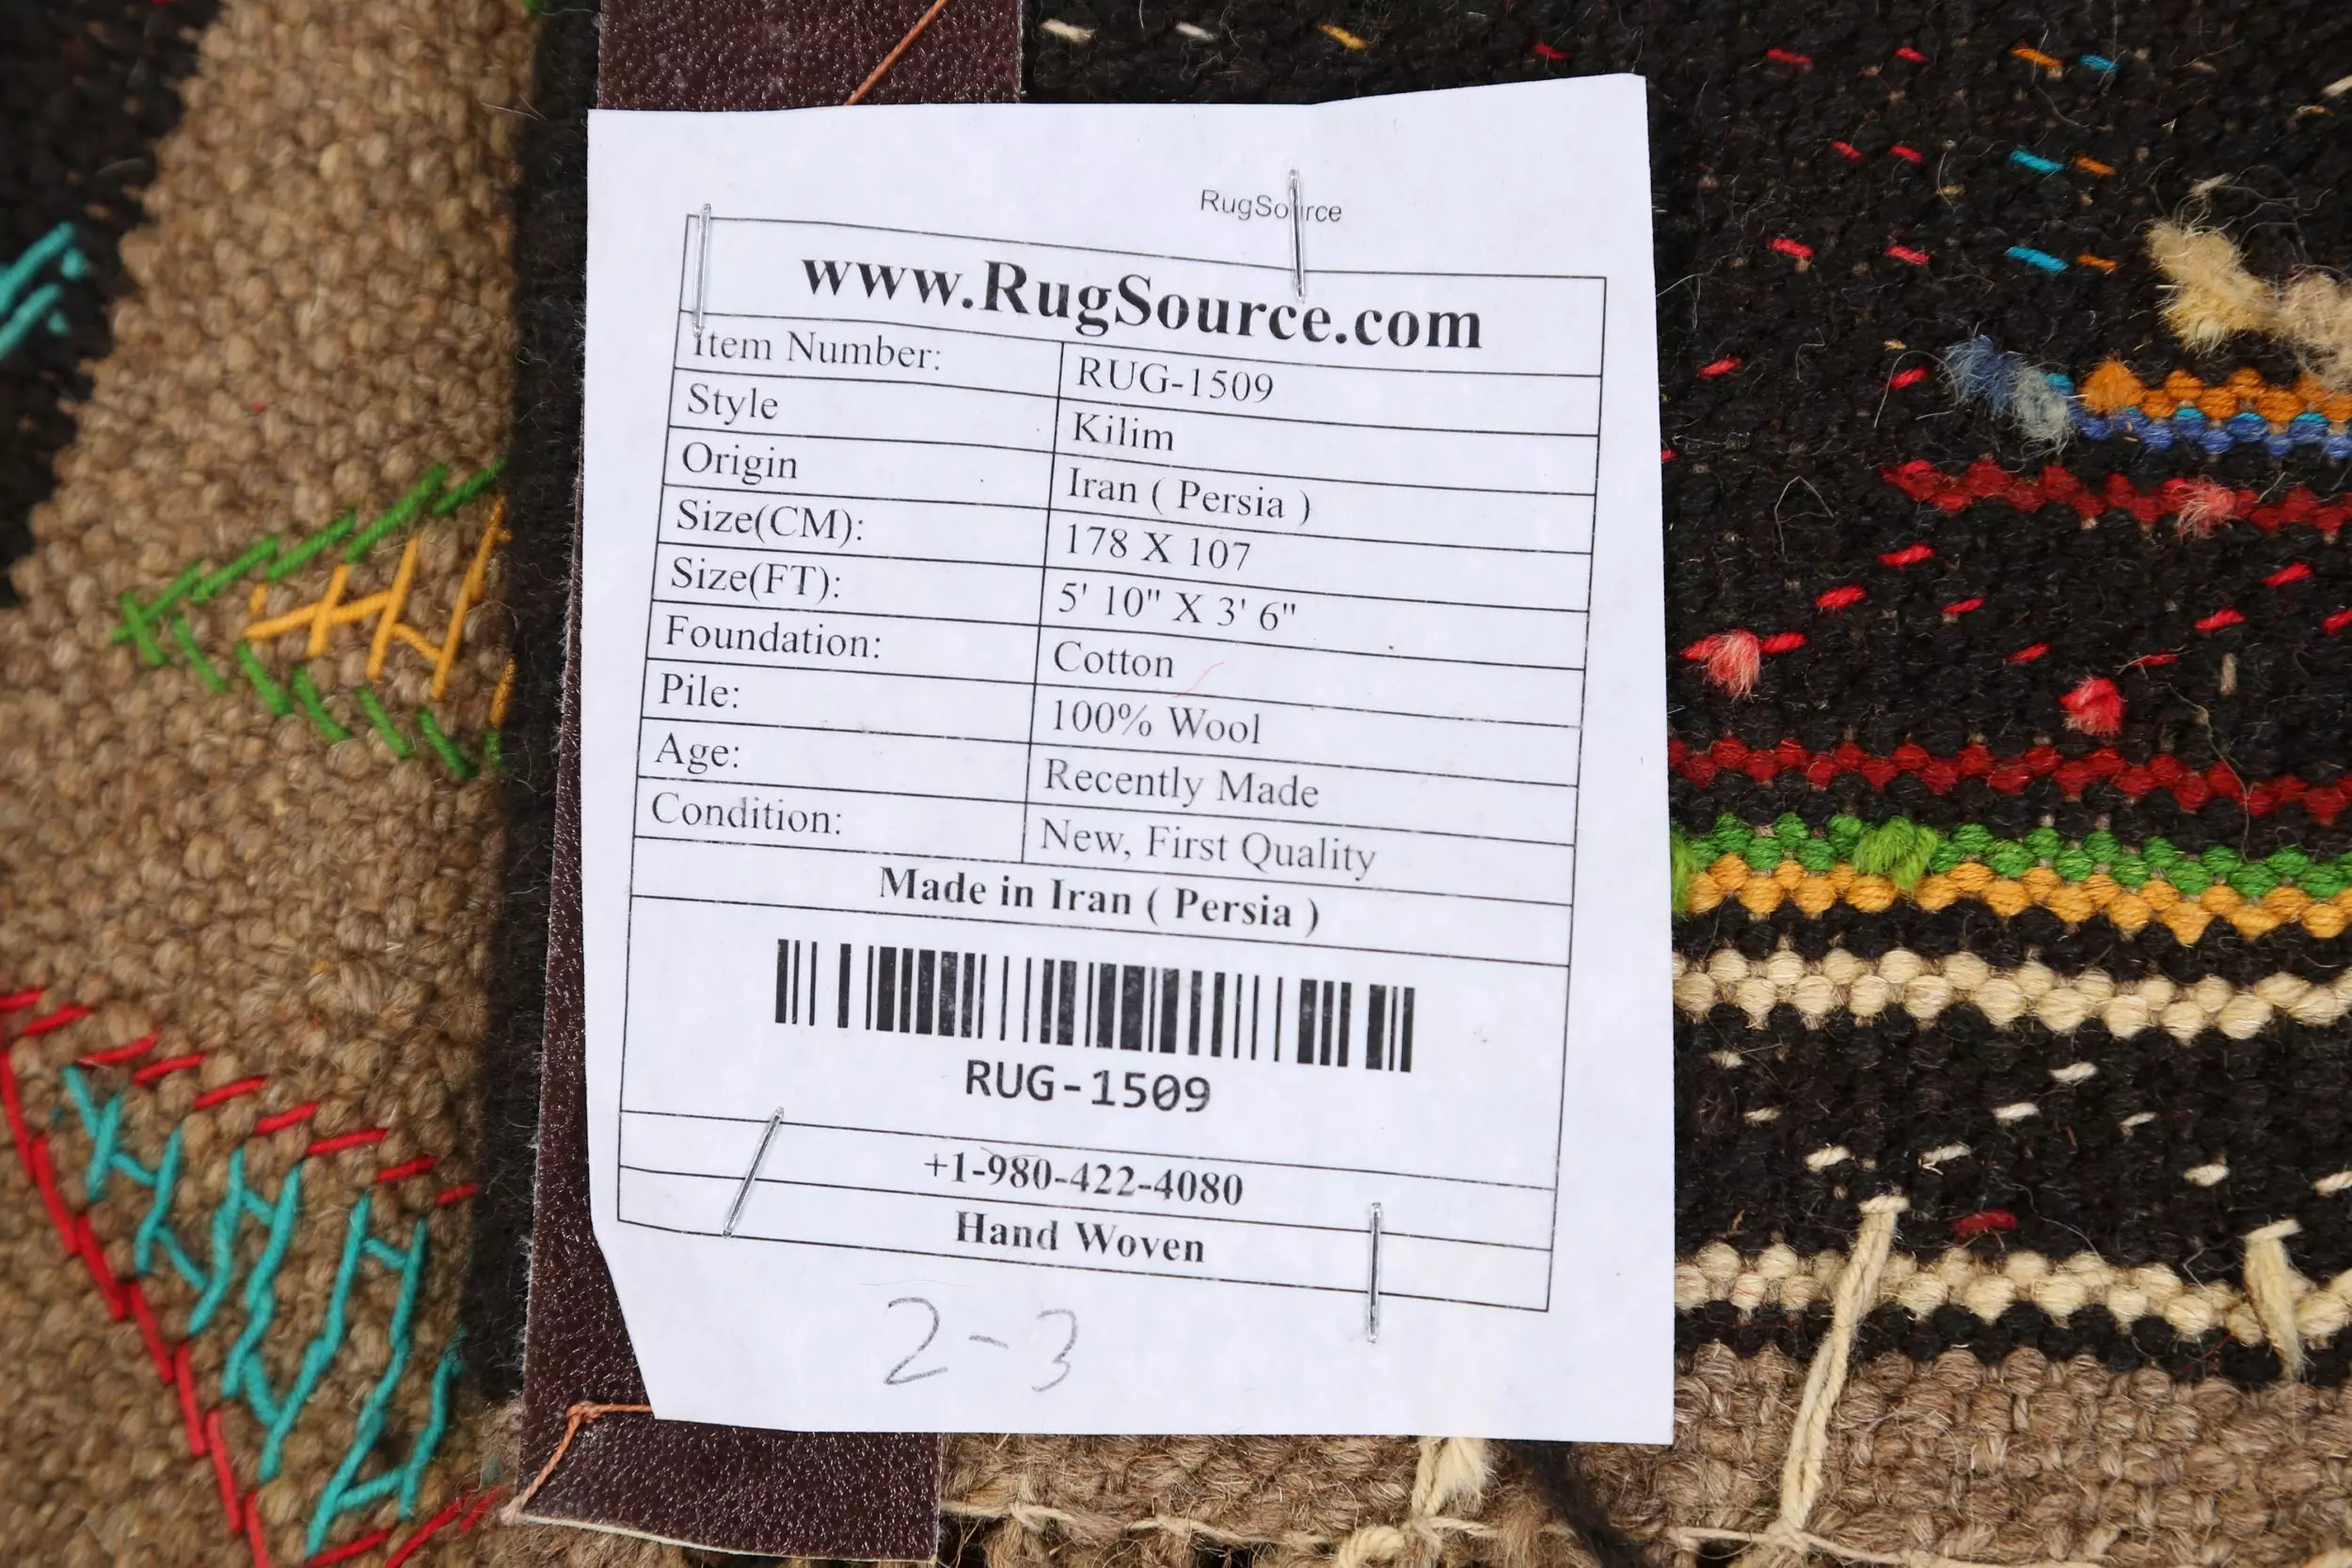 RugSource
www.RugSource.com
Item Number: RUG-1509
Style Kilim
Origin Iran ( Persia )
Size(CM): 178 X 107
Size(FT): 5' 10" X 3' 6"
Foundation: Cotton
Pile: 100% Wool
Age: Recently Made
Condition: New, First Quality
Made in Iran ( Persia )
RUG-1509
+1-980-422-4080
Hand Woven
2-3